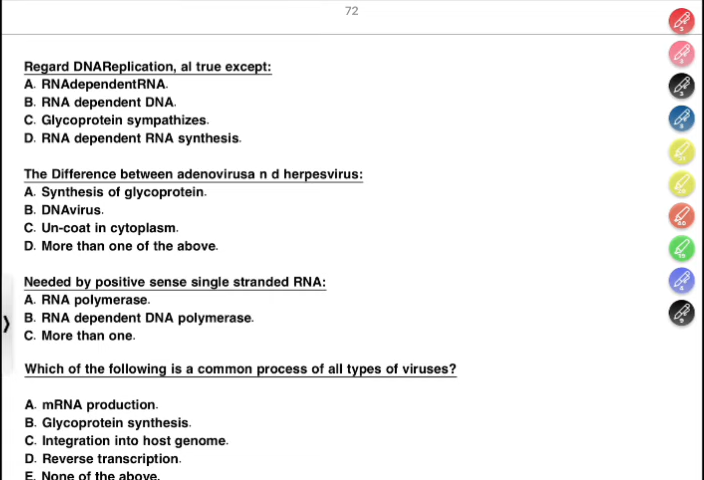 72
Regard DNAReplication, al true except:
A. RNAdependentRNA.
B. RNA dependent DNA.
C. Glycoprotein sympathizes.
D. RNA dependent RNA synthesis.
The Difference between adenovirusa n d herpesvirus:
A. Synthesis of glycoprotein.
B. DNAvirus.
C. Un-coat in cytoplasm.
D. More than one of the above.
Needed by positive sense single stranded RNA:
A. RNA polymerase.
B. RNA dependent DNA polymerase.
C. More than one.
Which of the following is a common process of all types of viruses?
A. mRNA production.
B. Glycoprotein synthesis.
C. Integration into host genome.
D. Reverse transcription.
E. None of the above.